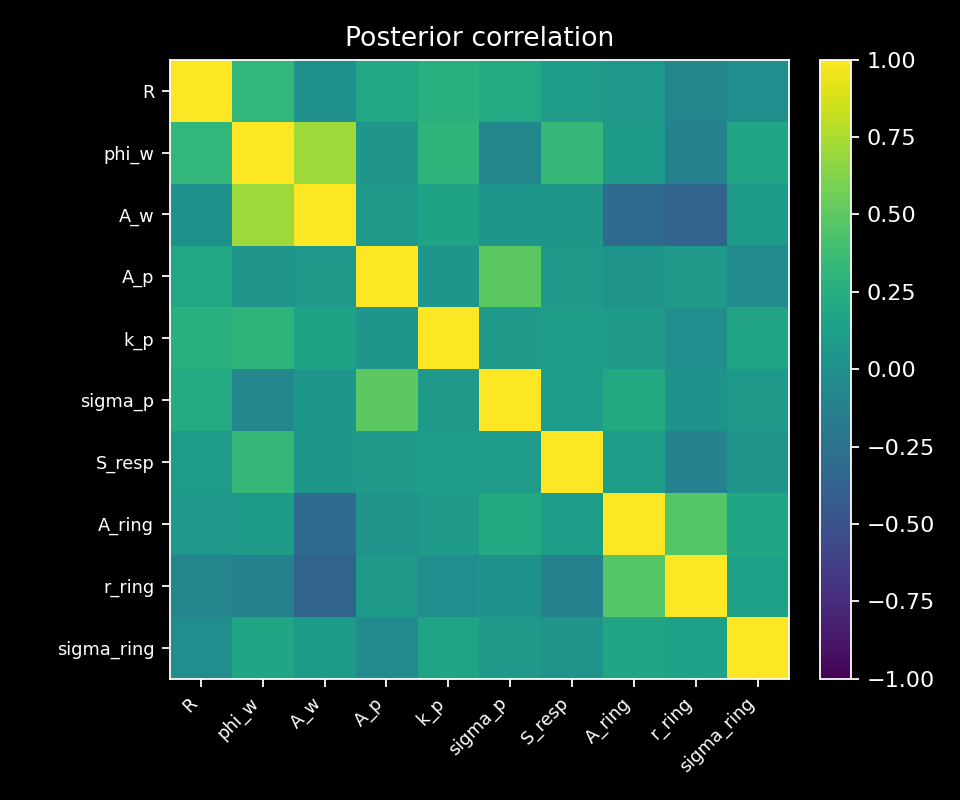 Posterior correlation
R
phi_w
A_w
A_p
k_p
sigma_p
S_resp
A_ring
r_ring
sigma_ring
R
phi_w
A_w
A_p
k_p
sigma_p
S_resp
A_ring
r_ring
sigma_ring
1.00
0.75
0.50
0.25
0.00
−0.25
−0.50
−0.75
−1.00